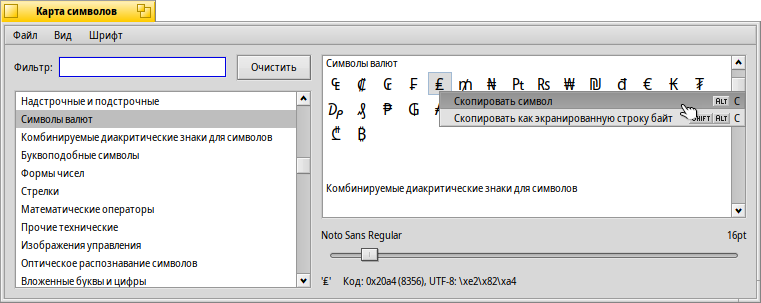 Карта символов
Файл Вид Шрифт
Фильтр: Очистить
Надстрочные и подстрочные
Символы валют
Комбинируемые диакритические знаки для символов
Буквоподобные символы
Формы чисел
Стрелки
Математические операторы
Прочие технические
Изображения управления
Оптическое распознавание символов
Вложенные буквы и цифры
Символы валют
₠ ₡ ₢ ₣ ₤ ₥ ₦ ₧ ₨ ₩ ₪ ₫ € ₭ ₮
₯ ₰ ₱ ₲
₾ ₿
Скопировать символ ALT C
Скопировать как экранированную строку байт SHIFT ALT C
Комбинируемые диакритические знаки для символов
Noto Sans Regular 16pt
'₤' Код: 0x20a4 (8356), UTF-8: \xe2\x82\xa4